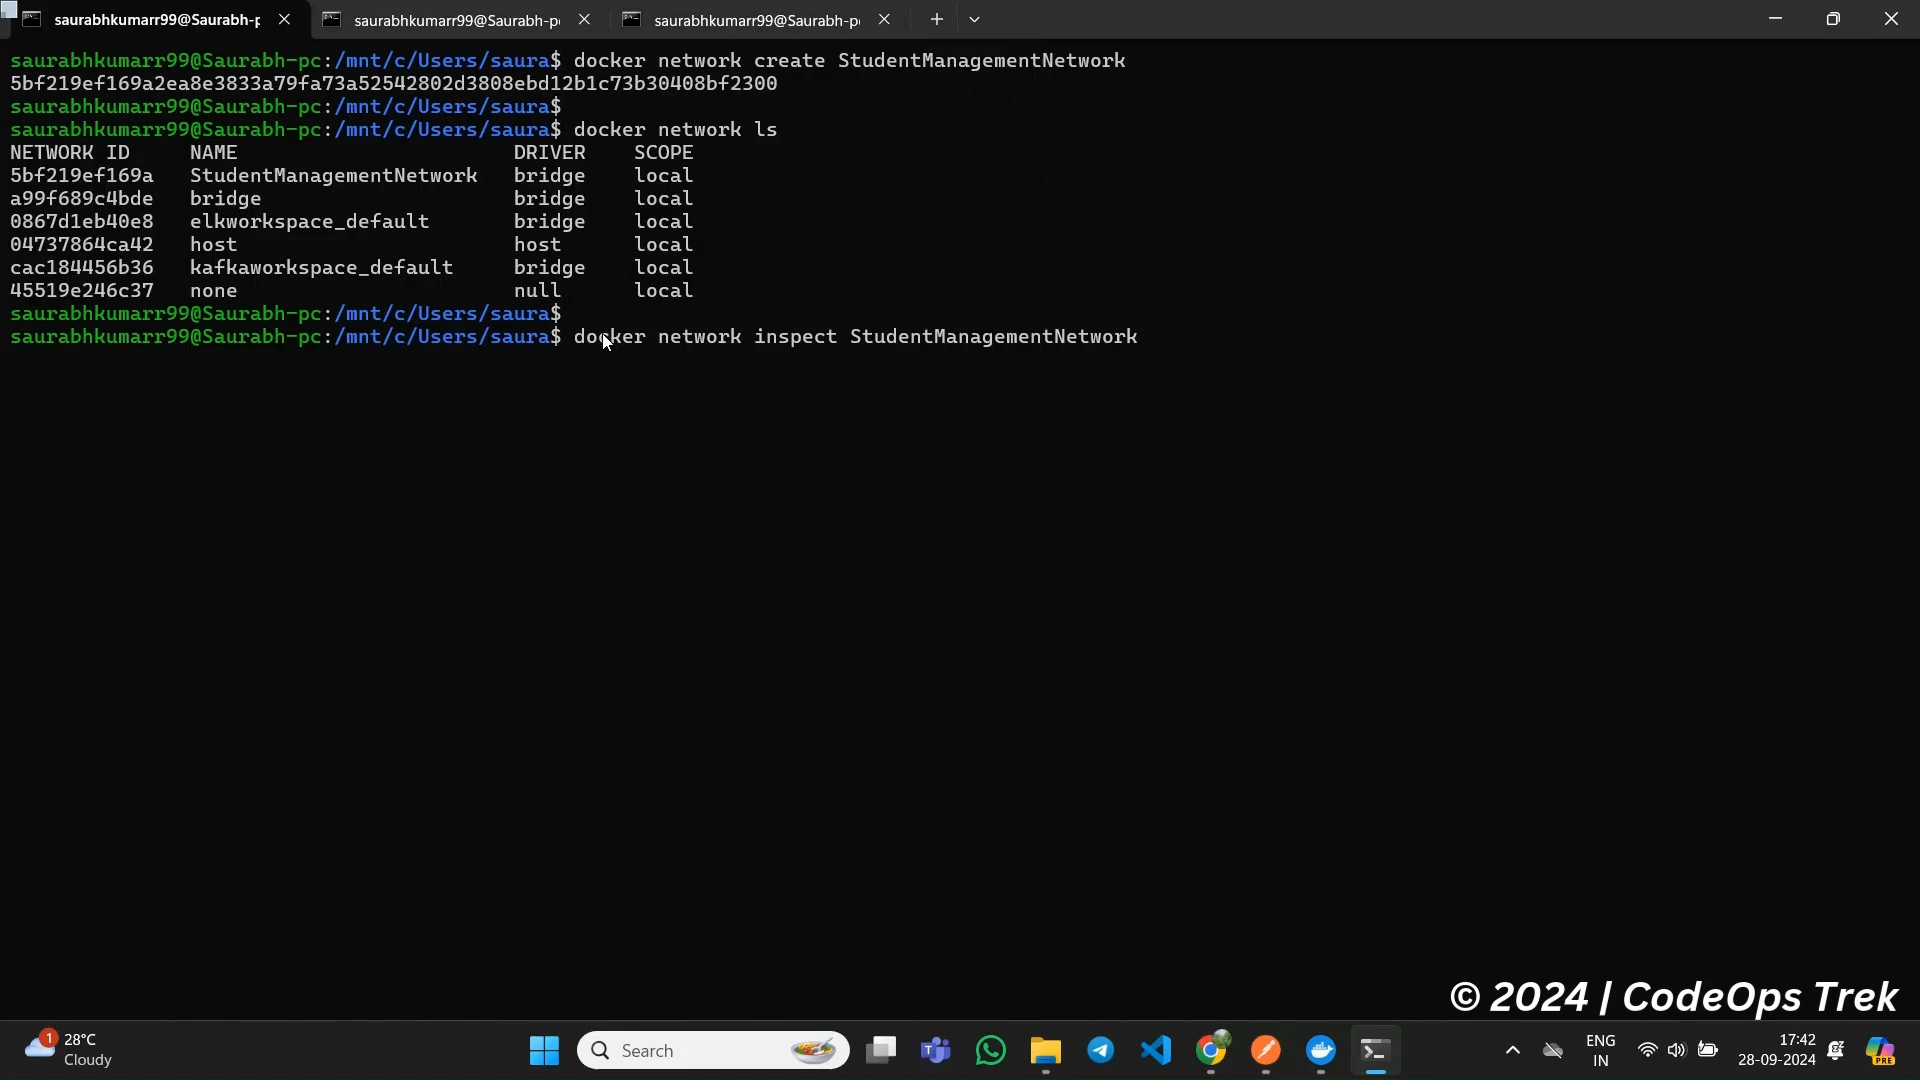 saurabhkumarr99@Saurabh-p
saurabhkumarr99@Saurabh-p
saurabhkumarr99@Saurabh-p
saurabhkumarr99@Saurabh-pc:/mnt/c/Users/saura$ docker network create StudentManagementNetwork
5bf219ef169a2ea8e3833a79fa73a52542802d3808ebd12b1c73b30408bf2300
saurabhkumarr99@Saurabh-pc:/mnt/c/Users/saura$
saurabhkumarr99@Saurabh-pc:/mnt/c/Users/saura$ docker network ls
NETWORK ID NAME DRIVER SCOPE
5bf219ef169a StudentManagementNetwork bridge local
a99f689c4bde bridge bridge local
0867d1eb40e8 elkworkspace_default bridge local
04737864ca42 host host local
cac184456b36 kafkaworkspace_default bridge local
45519e246c37 none null local
saurabhkumarr99@Saurabh-pc:/mnt/c/Users/saura$
saurabhkumarr99@Saurabh-pc:/mnt/c/Users/saura$ docker network inspect StudentManagementNetwork
© 2024 | CodeOps Trek
1
28°C
Cloudy
Search
ENG
IN
17:42
28-09-2024
PRE